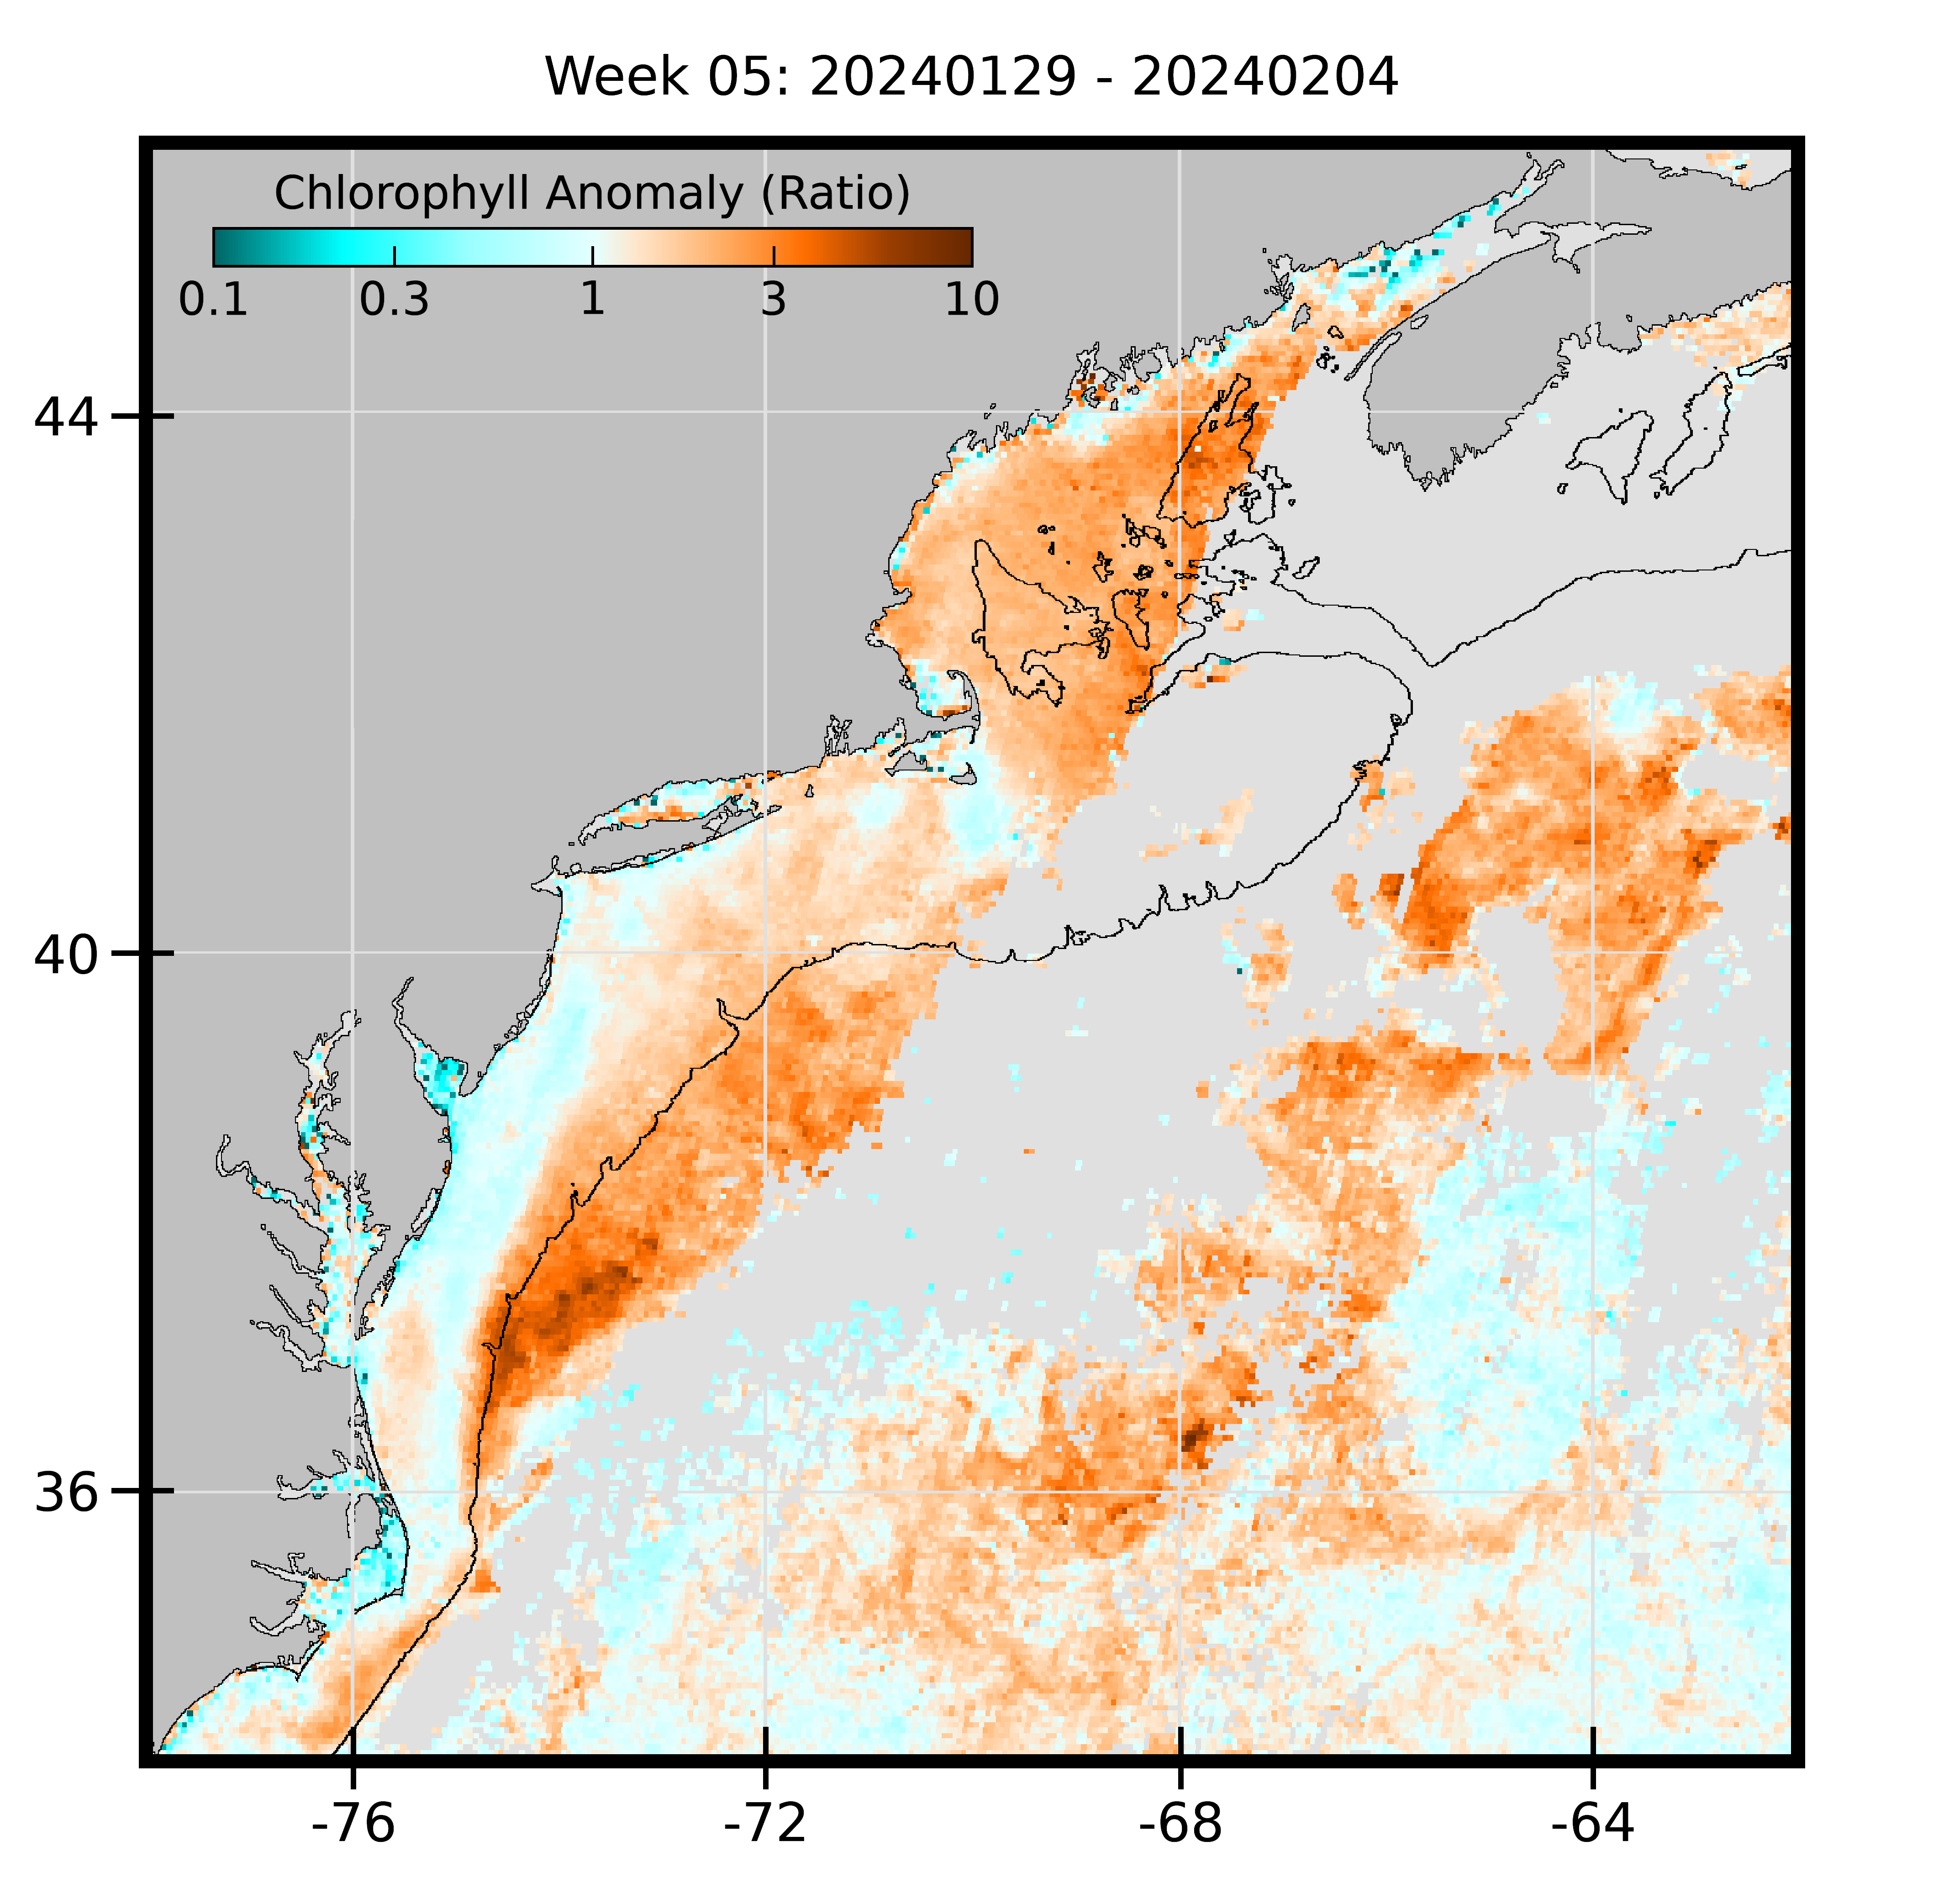 Week 05: 20240129 - 20240204
Chlorophyll Anomaly (Ratio)
0.1 0.3 1 3 10
44
40
36
-76 -72 -68 -64